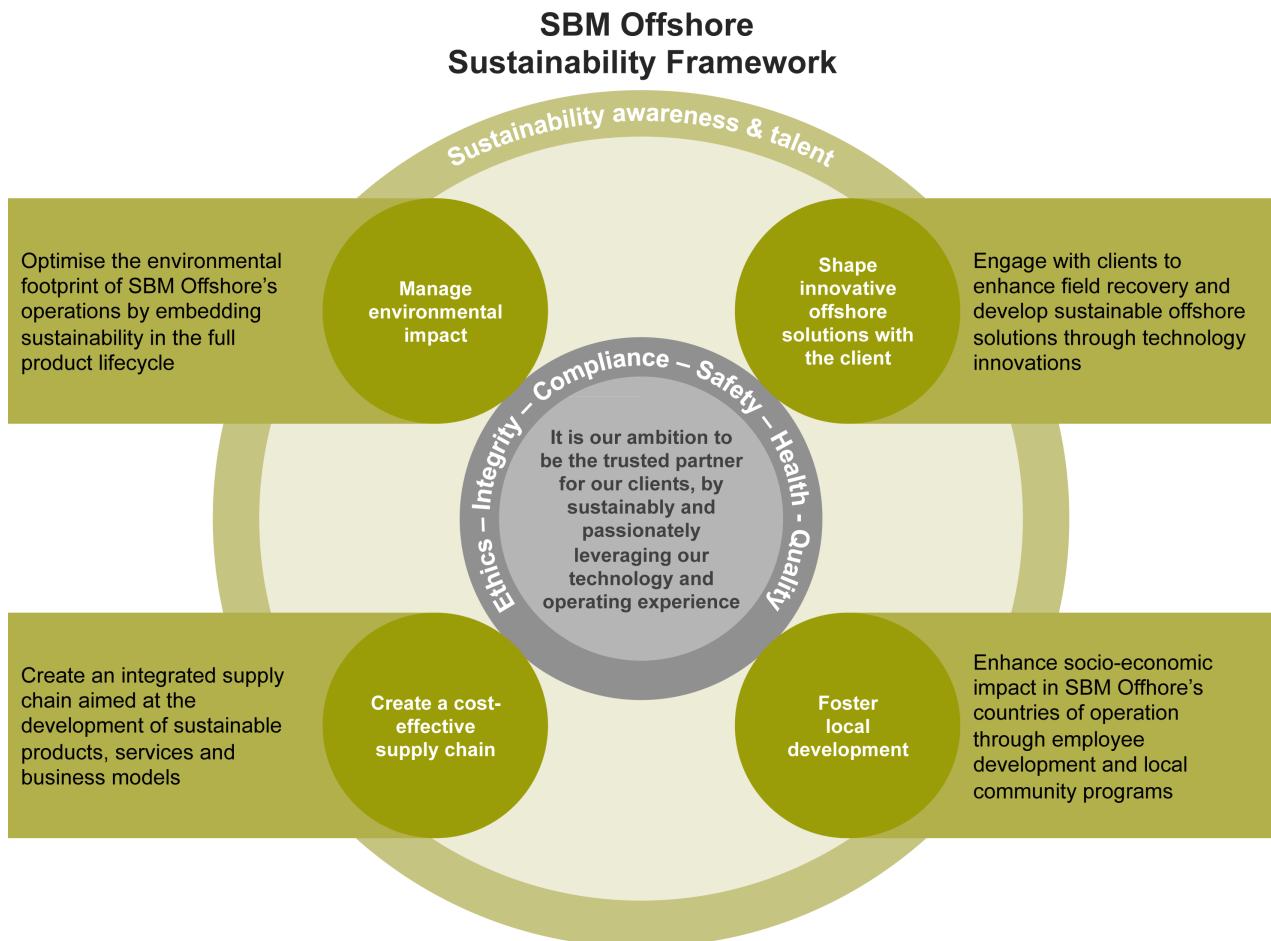 SBM Offshore
Sustainability Framework
Sustainability awareness & talent
Optimise the environmental
footprint of SBM Offshore's
operations by embedding
sustainability in the full
product lifecycle
Manage
environmental
impact
Shape
innovative
offshore
solutions with
the client
Engage with clients to
enhance field recovery and
develop sustainable offshore
solutions through technology
innovations
Ethics – Integrity – Compliance – Safety – Health - Quality
It is our ambition to
be the trusted partner
for our clients, by
sustainably and
passionately
leveraging our
technology and
operating experience
Create an integrated supply
chain aimed at the
development of sustainable
products, services and
business models
Create a cost-
effective
supply chain
Foster
local
development
Enhance socio-economic
impact in SBM Offhore's
countries of operation
through employee
development and local
community programs